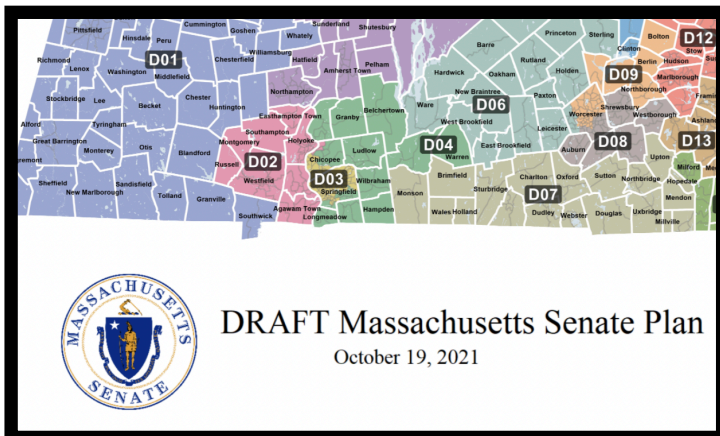 Pittsfield
Hinsdale
Peru
Cummington
Goshen
Whately
Sunderland
Shutesbury
D01
Richmond
Lenox
Washington
Middlefield
Chesterfield
Williamsburg
Hatfield
Amherst Town
Pelham
Stockbridge
Lee
Becket
Chester
Huntington
Northampton
Easthampton Town
Granby
Belchertown
Ware
Alford
Great Barrington
Tyringham
Monterey
Otis
Blandford
Montgomery
Southampton
Holyoke
Russell
D02
Westfield
Chicopee
D03
Springfield
Ludlow
Wilbraham
D04
Warren
Sheffield
New Marlborough
Sandisfield
Tolland
Granville
Southwick
Agawam Town
Longmeadow
Hampden
Monson
Brimfield
Wales
Holland
Sturbridge
Barre
Hardwick
Oakham
Rutland
Princeton
Sterling
Holden
New Braintree
D06
Paxton
West Brookfield
East Brookfield
Leicester
Worcester
Auburn
Clinton
D09
Berlin
Bolton
Hudson
Stow
D12
Marlborough
Northborough
Shrewsbury
Westborough
D08
D13
Charlton
Oxford
Sutton
Northbridge
Upton
Milford
Hopedale
Mendon
D07
Dudley
Webster
Douglas
Uxbridge
Millville
MASSACHUSETTS
SENATE
DRAFT Massachusetts Senate Plan
October 19, 2021